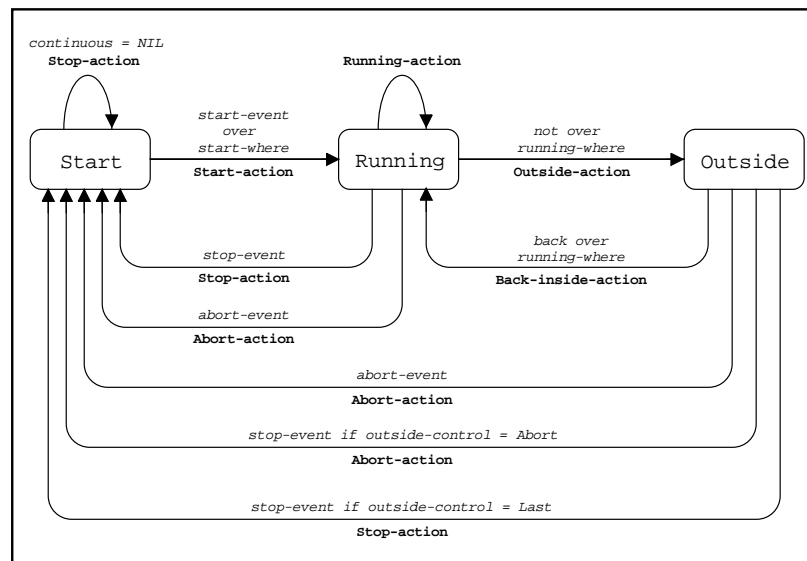 continuous = NIL
Stop-action
Running-action
start-event
over
start-where
Start-action
not over
running-where
Outside-action
Start
Running
Outside
stop-event
Stop-action
back over
running-where
Back-inside-action
abort-event
Abort-action
abort-event
Abort-action
stop-event if outside-control = Abort
Abort-action
stop-event if outside-control = Last
Stop-action